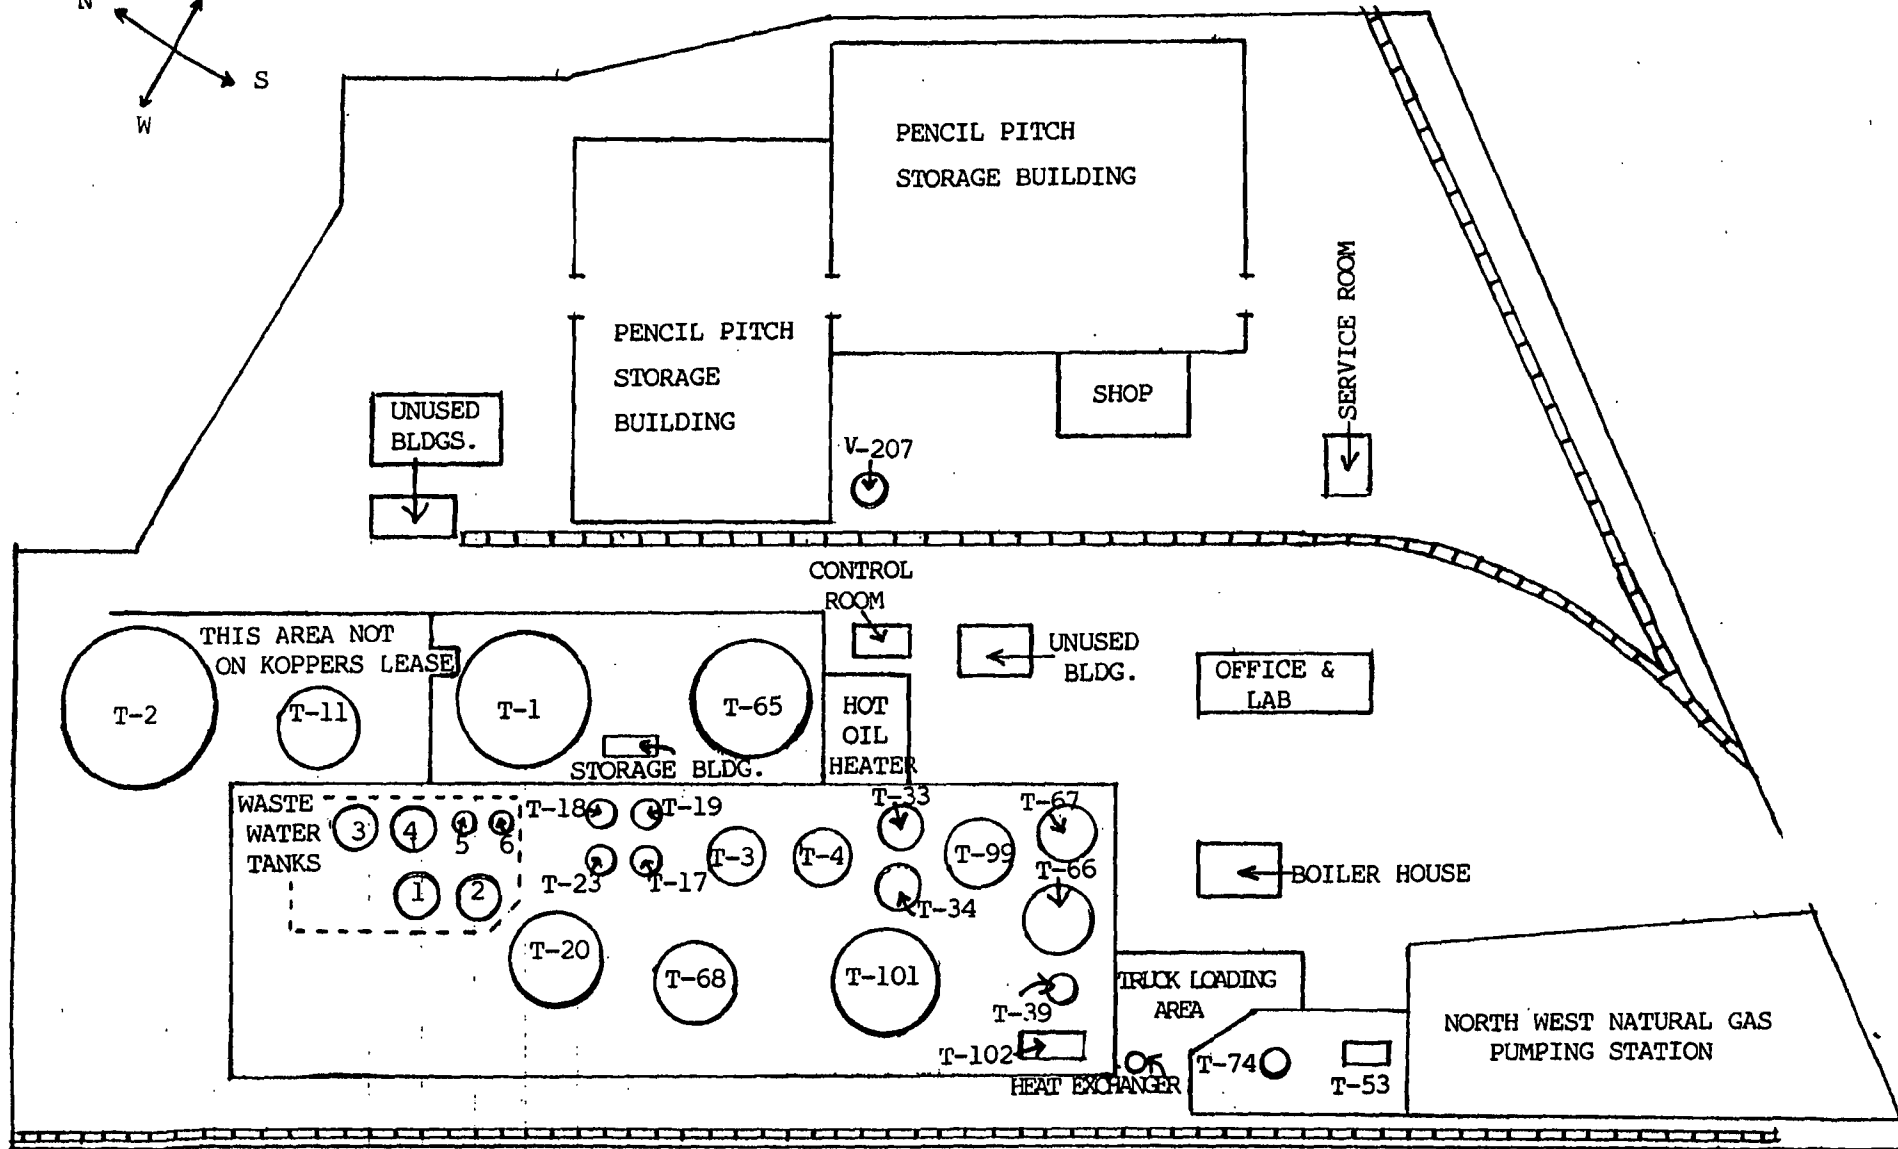 N
S
W
PENCIL PITCH
STORAGE BUILDING
SERVICE ROOM
PENCIL PITCH
STORAGE
BUILDING
SHOP
UNUSED
BLDGS.
V-207
CONTROL
ROOM
THIS AREA NOT
ON KOPPERS LEASE
UNUSED
BLDG.
OFFICE &
LAB
T-2
T-11
T-1
T-65
HOT
OIL
HEATER
STORAGE BLDG.
WASTE
WATER
TANKS
3
4
5
6
1
2
T-18
T-19
T-23
T-17
T-3
T-4
T-33
T-34
T-99
T-67
T-66
BOILER HOUSE
T-20
T-68
T-101
T-39
T-102
TRUCK LOADING
AREA
HEAT EXCHANGER
T-74
T-53
NORTH WEST NATURAL GAS
PUMPING STATION